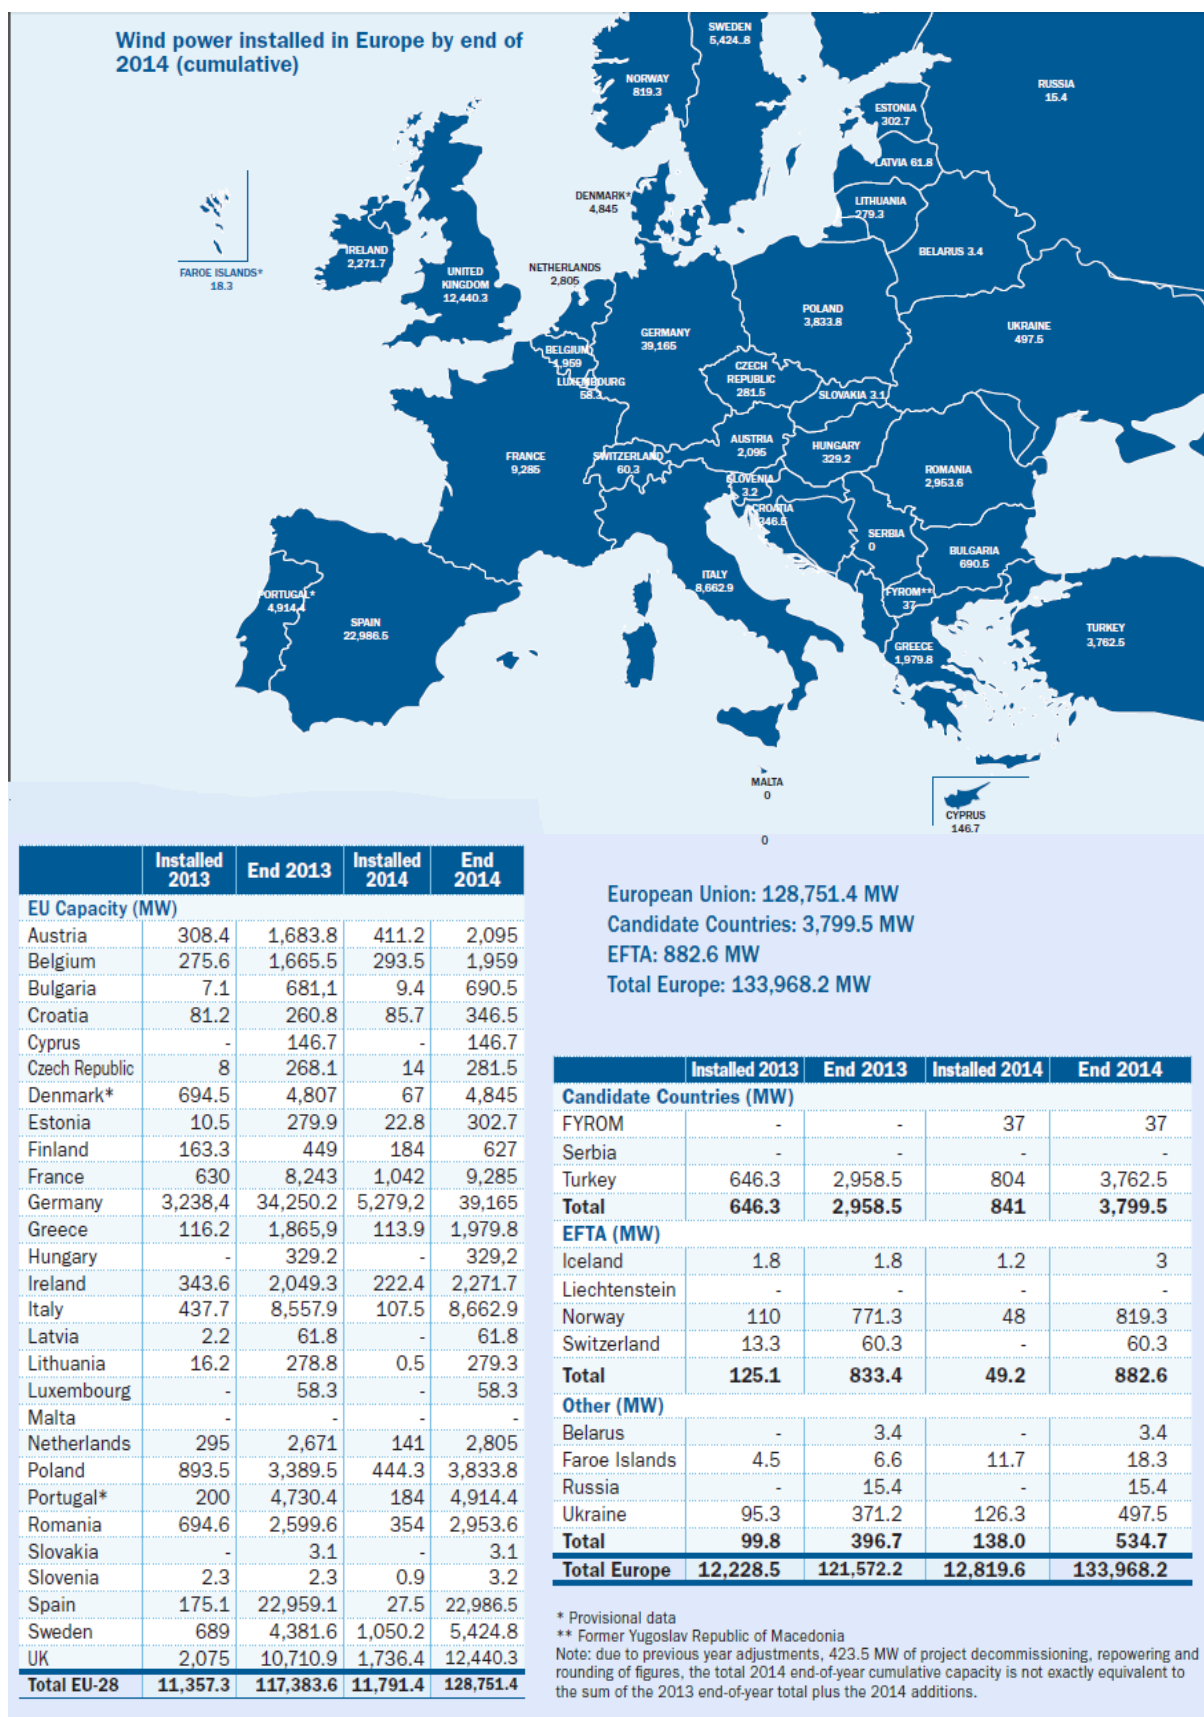 Wind power installed in Europe by end of
2014 (cumulative)
SWEDEN
5,424..8
NORWAY
819.3
RUSSIA
15.4
ESTONIA
302.7
LATVIA 61.8
DENMARK*
4,845
LITHUANIA
279.3
IRELAND
2,271.7
BELARUS 3.4
FAROE ISLANDS*
18.3
UNITED
KINGDOM
12,440.3
NETHERLANDS
2,805
POLAND
3,833.8
UKRAINE
497.5
GERMANY
39,165
BELGIUM
1,959
LUXEMBOURG
58.3
CZECH
REPUBLIC
281.5
SLOVAKIA 3.1
AUSTRIA
2,095
HUNGARY
329.2
FRANCE
9,285
SWITZERLAND
60.3
ROMANIA
2,953.6
SLOVENIA
3.2
CROATIA
346.5
SERBIA
0
BULGARIA
690.5
ITALY
8,662.9
FYROM**
37
PORTUGAL*
4,914.4
SPAIN
22,986.5
TURKEY
3,762.5
GREECE
1,979.8
MALTA
0
CYPRUS
146.7
0
Installed 2013 End 2013 Installed 2014 End 2014
EU Capacity (MW)
Austria 308.4 1,683.8 411.2 2,095
Belgium 275.6 1,665.5 293.5 1,959
Bulgaria 7.1 681,1 9.4 690.5
Croatia 81.2 260.8 85.7 346.5
Cyprus - 146.7 - 146.7
Czech Republic 8 268.1 14 281.5
Denmark* 694.5 4,807 67 4,845
Estonia 10.5 279.9 22.8 302.7
Finland 163.3 449 184 627
France 630 8,243 1,042 9,285
Germany 3,238,4 34,250.2 5,279,2 39,165
Greece 116.2 1,865,9 113.9 1,979.8
Hungary - 329.2 - 329,2
Ireland 343.6 2,049.3 222.4 2,271.7
Italy 437.7 8,557.9 107.5 8,662.9
Latvia 2.2 61.8 - 61.8
Lithuania 16.2 278.8 0.5 279.3
Luxembourg - 58.3 - 58.3
Malta - - - -
Netherlands 295 2,671 141 2,805
Poland 893.5 3,389.5 444.3 3,833.8
Portugal* 200 4,730.4 184 4,914.4
Romania 694.6 2,599.6 354 2,953.6
Slovakia - 3.1 - 3.1
Slovenia 2.3 2.3 0.9 3.2
Spain 175.1 22,959.1 27.5 22,986.5
Sweden 689 4,381.6 1,050.2 5,424.8
UK 2,075 10,710.9 1,736.4 12,440.3
Total EU-28 11,357.3 117,383.6 11,791.4 128,751.4
European Union: 128,751.4 MW
Candidate Countries: 3,799.5 MW
EFTA: 882.6 MW
Total Europe: 133,968.2 MW
Installed 2013 End 2013 Installed 2014 End 2014
Candidate Countries (MW)
FYROM - - 37 37
Serbia - - - -
Turkey 646.3 2,958.5 804 3,762.5
Total 646.3 2,958.5 841 3,799.5
EFTA (MW)
Iceland 1.8 1.8 1.2 3
Liechtenstein - - - -
Norway 110 771.3 48 819.3
Switzerland 13.3 60.3 - 60.3
Total 125.1 833.4 49.2 882.6
Other (MW)
Belarus - 3.4 - 3.4
Faroe Islands 4.5 6.6 11.7 18.3
Russia - 15.4 - 15.4
Ukraine 95.3 371.2 126.3 497.5
Total 99.8 396.7 138.0 534.7
Total Europe 12,228.5 121,572.2 12,819.6 133,968.2
* Provisional data
** Former Yugoslav Republic of Macedonia
Note: due to previous year adjustments, 423.5 MW of project decommissioning, repowering and
rounding of figures, the total 2014 end-of-year cumulative capacity is not exactly equivalent to
the sum of the 2013 end-of-year total plus the 2014 additions.